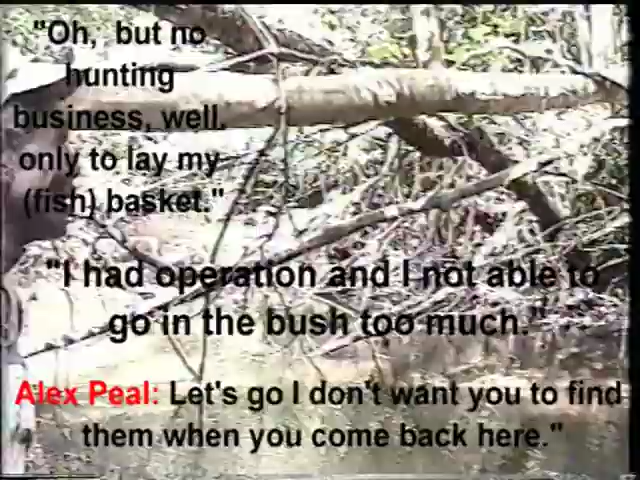 "Oh, but no
hunting
business, well,
only to lay my
(fish) basket."
"I had operation and I not able to
go in the bush too much."
Alex Peal: Let's go I don't want you to find
them when you come back here."